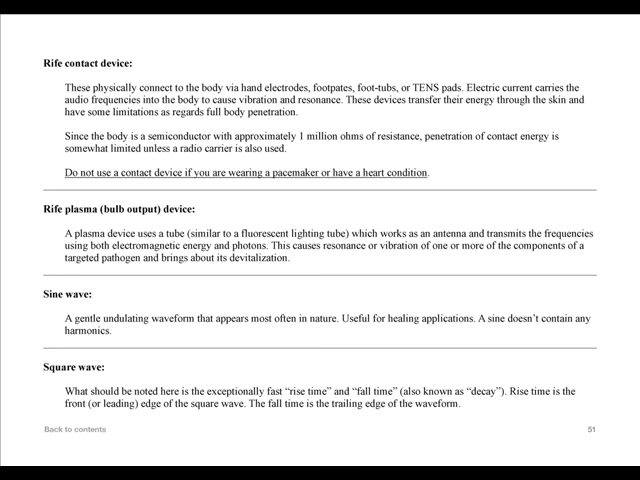 Rife contact device:
These physically connect to the body via hand electrodes, footpates, foot-tubs, or TENS pads. Electric current carries the
audio frequencies into the body to cause vibration and resonance. These devices transfer their energy through the skin and
have some limitations as regards full body penetration.
Since the body is a semiconductor with approximately 1 million ohms of resistance, penetration of contact energy is
somewhat limited unless a radio carrier is also used.
Do not use a contact device if you are wearing a pacemaker or have a heart condition.
Rife plasma (bulb output) device:
A plasma device uses a tube (similar to a fluorescent lighting tube) which works as an antenna and transmits the frequencies
using both electromagnetic energy and photons. This causes resonance or vibration of one or more of the components of a
targeted pathogen and brings about its devitalization.
Sine wave:
A gentle undulating waveform that appears most often in nature. Useful for healing applications. A sine doesn't contain any
harmonics.
Square wave:
What should be noted here is the exceptionally fast “rise time” and “fall time” (also known as “decay”). Rise time is the
front (or leading) edge of the square wave. The fall time is the trailing edge of the waveform.
Back to contents 51